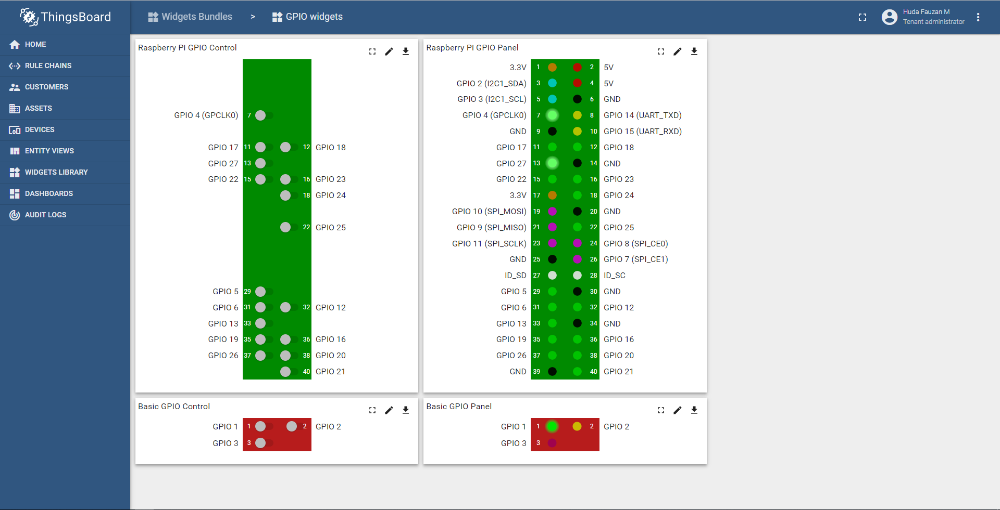 ThingsBoard
Widgets Bundles > GPIO widgets
Huda Fauzan M
Tenant administrator
HOME
RULE CHAINS
CUSTOMERS
ASSETS
DEVICES
ENTITY VIEWS
WIDGETS LIBRARY
DASHBOARDS
AUDIT LOGS
Raspberry Pi GPIO Control
GPIO 4 (GPCLK0) 7
GPIO 17 11 12 GPIO 18
GPIO 27 13
GPIO 22 15 16 GPIO 23
18 GPIO 24
22 GPIO 25
GPIO 5 29
GPIO 6 31 32 GPIO 12
GPIO 13 33
GPIO 19 35 36 GPIO 16
GPIO 26 37 38 GPIO 20
40 GPIO 21
Raspberry Pi GPIO Panel
3.3V 1 2 5V
GPIO 2 (I2C1_SDA) 3 4 5V
GPIO 3 (I2C1_SCL) 5 6 GND
GPIO 4 (GPCLK0) 7 8 GPIO 14 (UART_TXD)
GND 9 10 GPIO 15 (UART_RXD)
GPIO 17 11 12 GPIO 18
GPIO 27 13 14 GND
GPIO 22 15 16 GPIO 23
3.3V 17 18 GPIO 24
GPIO 10 (SPI_MOSI) 19 20 GND
GPIO 9 (SPI_MISO) 21 22 GPIO 25
GPIO 11 (SPI_SCLK) 23 24 GPIO 8 (SPI_CE0)
GND 25 26 GPIO 7 (SPI_CE1)
ID_SD 27 28 ID_SC
GPIO 5 29 30 GND
GPIO 6 31 32 GPIO 12
GPIO 13 33 34 GND
GPIO 19 35 36 GPIO 16
GPIO 26 37 38 GPIO 20
GND 39 40 GPIO 21
Basic GPIO Control
GPIO 1 1 2 GPIO 2
GPIO 3 3
Basic GPIO Panel
GPIO 1 1 2 GPIO 2
GPIO 3 3